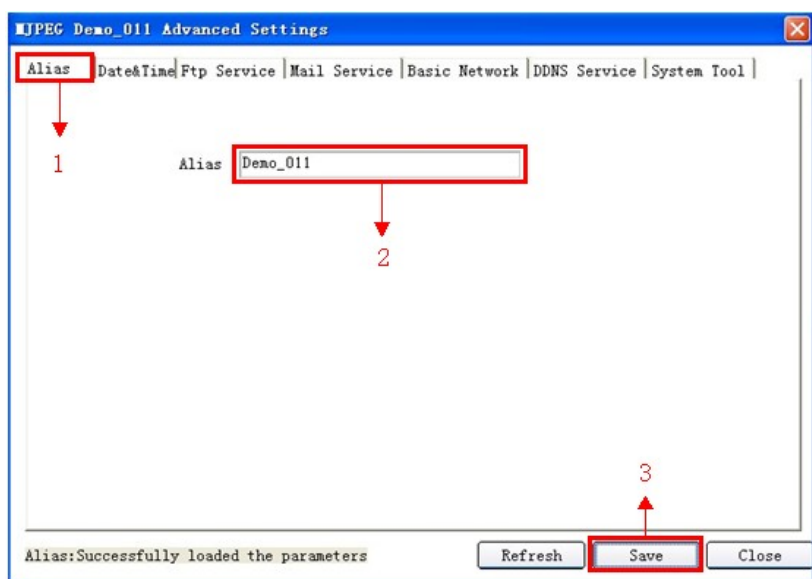 MJPEG Demo_011 Advanced Settings
Alias Date&Time Ftp Service Mail Service Basic Network DDNS Service System Tool
1
Alias Demo_011
2
3
Alias:Successfully loaded the parameters Refresh Save Close